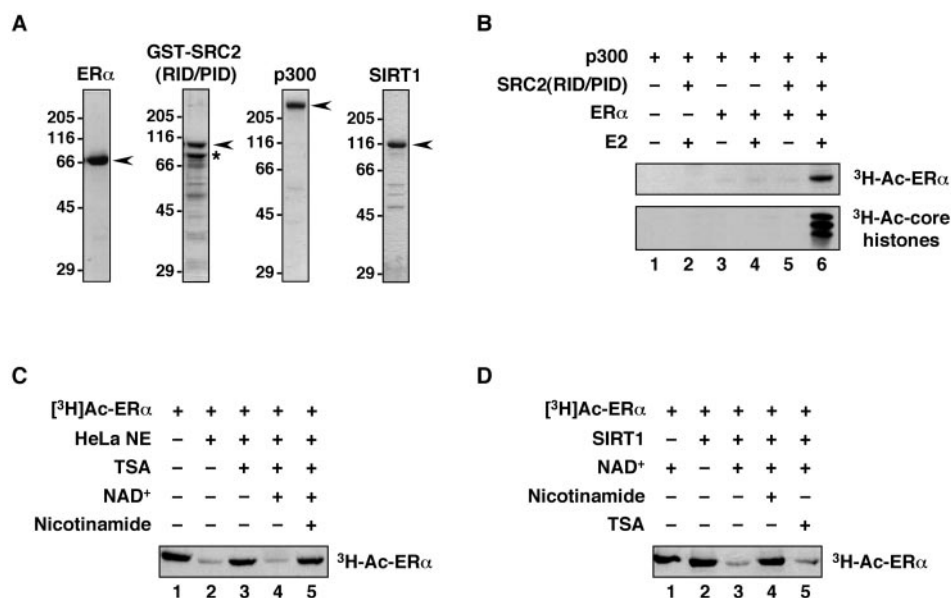 A
ERα
GST-SRC2
(RID/PID)
p300
SIRT1
205
116
66
45
29
205
116
66
45
29
*
205
116
66
45
29
205
116
66
45
29
B
p300 + + + + + +
SRC2(RID/PID) – + – – + +
ERα – – + + + +
E2 – + – + – +
³H-Ac-ERα
³H-Ac-core
histones
1 2 3 4 5 6
C
[³H]Ac-ERα + + + + +
HeLa NE – + + + +
TSA – – + + +
NAD⁺ – – – + +
Nicotinamide – – – – +
³H-Ac-ERα
1 2 3 4 5
D
[³H]Ac-ERα + + + + +
SIRT1 – + + + +
NAD⁺ + – + + +
Nicotinamide – – – + –
TSA – – – – +
³H-Ac-ERα
1 2 3 4 5